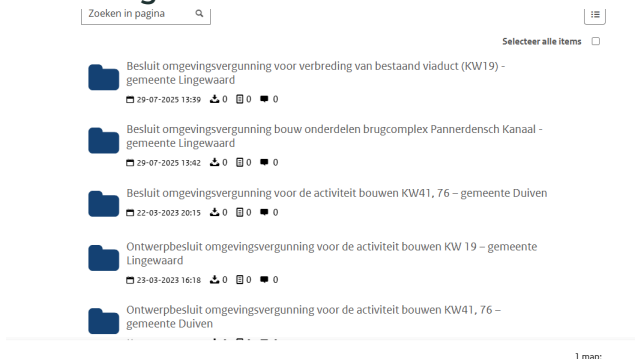 Zoeken in pagina
Selecteer alle items
Besluit omgevingsvergunning voor verbreding van bestaand viaduct (KW19) -
gemeente Lingewaard
29-07-2025 13:39 0 0 0
Besluit omgevingsvergunning bouw onderdelen brugcomplex Pannerdensch Kanaal -
gemeente Lingewaard
29-07-2025 13:42 0 0 0
Besluit omgevingsvergunning voor de activiteit bouwen KW41, 76 – gemeente Duiven
22-03-2023 20:15 0 0 0
Ontwerpbesluit omgevingsvergunning voor de activiteit bouwen KW 19 – gemeente
Lingewaard
23-03-2023 16:18 0 0 0
Ontwerpbesluit omgevingsvergunning voor de activiteit bouwen KW41, 76 –
gemeente Duiven
1 map: